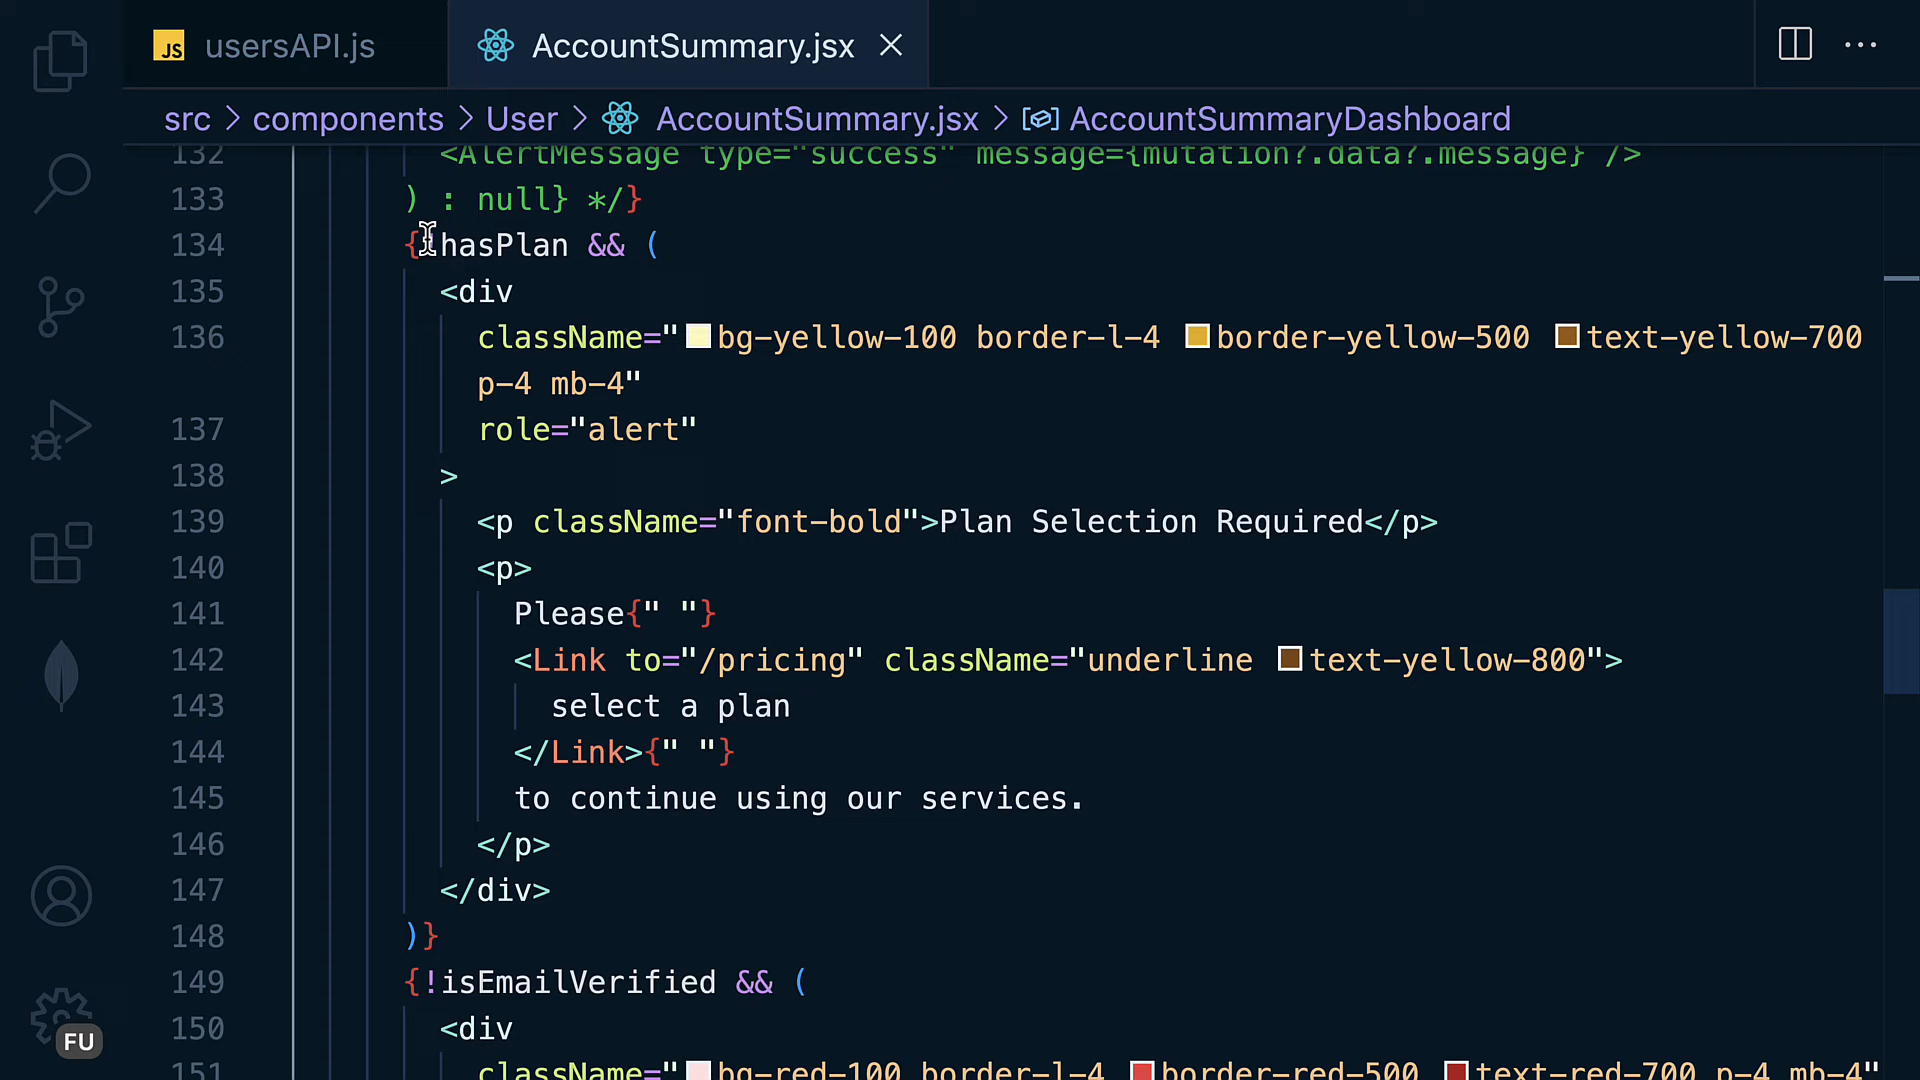 JS usersAPI.js AccountSummary.jsx
src > components > User > AccountSummary.jsx > AccountSummaryDashboard
132 <AlertMessage type="success" message={mutation?.data?.message} />
133 ) : null} */}
134 {!hasPlan && (
135 <div
136 className="bg-yellow-100 border-l-4 border-yellow-500 text-yellow-700
p-4 mb-4"
137 role="alert"
138 >
139 <p className="font-bold">Plan Selection Required</p>
140 <p>
141 Please{" "}
142 <Link to="/pricing" className="underline text-yellow-800">
143 select a plan
144 </Link>{" "}
145 to continue using our services.
146 </p>
147 </div>
148 )}
149 {!isEmailVerified && (
150 <div
151 className="bg-red-100 border-l-4 border-red-500 text-red-700 p-4 mb-4"
FU